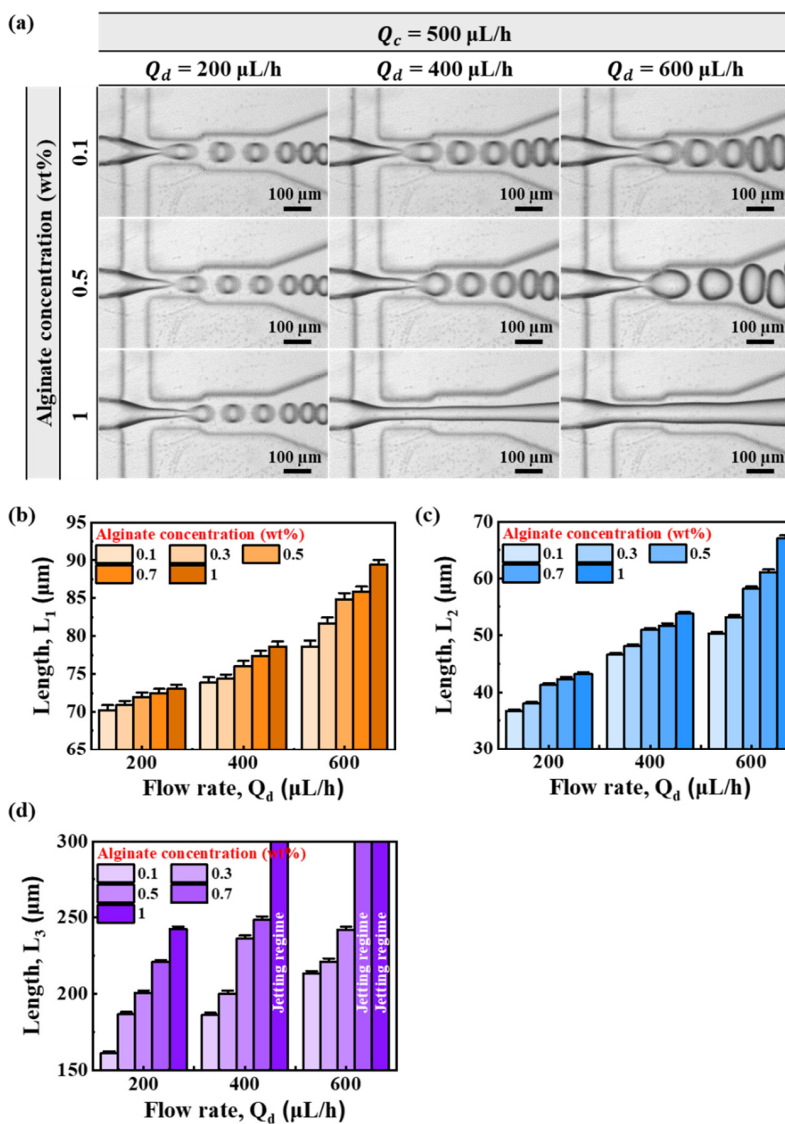 (a)
Q_c = 500 µL/h
Q_d = 200 µL/h Q_d = 400 µL/h Q_d = 600 µL/h
Alginate concentration (wt%)
0.1
100 µm 100 µm 100 µm
0.5
100 µm 100 µm 100 µm
1
100 µm 100 µm 100 µm
(b)
Alginate concentration (wt%)
0.1 0.3 0.5
0.7 1
Length, L₁ (µm)
95
90
85
80
75
70
65
200 400 600
Flow rate, Q_d (µL/h)
(c)
Alginate concentration (wt%)
0.1 0.3 0.5
0.7 1
Length, L₂ (µm)
70
60
50
40
30
200 400 600
Flow rate, Q_d (µL/h)
(d)
Alginate concentration (wt%)
0.1 0.3
0.5 0.7
1
Length, L₃ (µm)
300
250
200
150
Jetting regime
Jetting regime
Jetting regime
200 400 600
Flow rate, Q_d (µL/h)